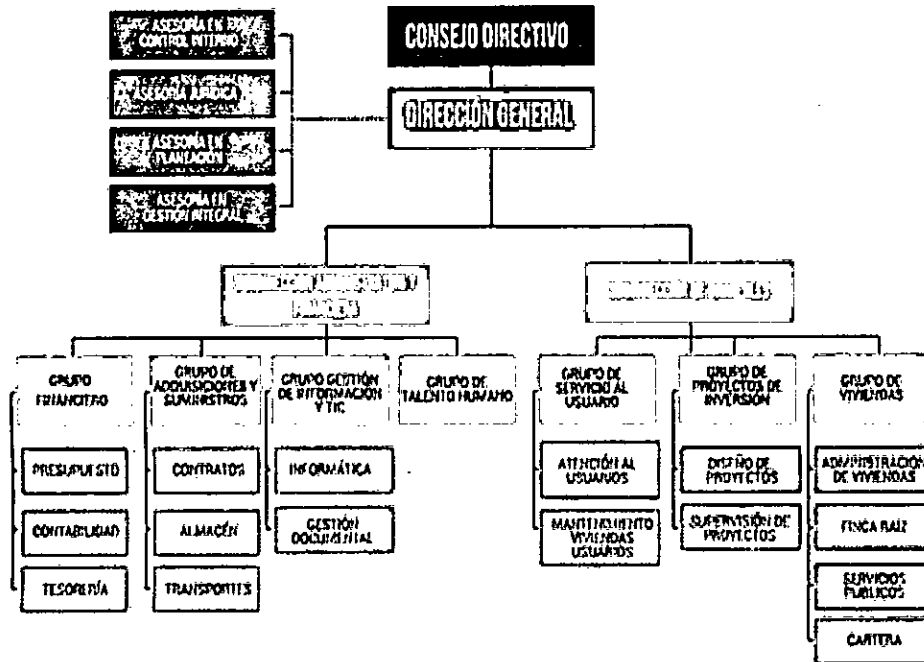 ASESORÍA EN
CONTROL INTERNO
ASESORÍA JURÍDICA
ASESORÍA EN
PLANEACIÓN
ASESORÍA EN
GESTIÓN INTEGRAL
CONSEJO DIRECTIVO
DIRECCIÓN GENERAL
GRUPO
FINANCIERO
PRESUPUESTO
CONTABILIDAD
TESORERÍA
GRUPO DE
ADQUISICIONES Y
SUMINISTROS
CONTRATOS
ALMACÉN
TRANSPORTES
GRUPO GESTIÓN
DE INFORMACIÓN
Y TIC
INFORMÁTICA
GESTIÓN
DOCUMENTAL
GRUPO DE
TALENTO HUMANO
GRUPO DE
SERVICIO AL
USUARIO
ATENCIÓN AL
USUARIOS
MANTENIMIENTO
VIVIENDAS
USUARIOS
GRUPO DE
PROYECTOS DE
INVERSIÓN
DISEÑO DE
PROYECTOS
SUPERVISIÓN DE
PROYECTOS
GRUPO DE
VIVIENDAS
ADMINISTRACIÓN
DE VIVIENDAS
FINCA RAÍZ
SERVICIOS
PÚBLICOS
CARTERA